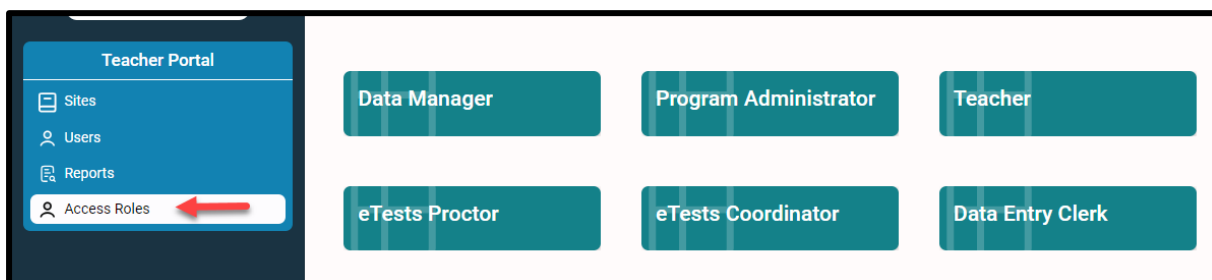 Teacher Portal
Sites
Users
Reports
Access Roles
Data Manager
Program Administrator
Teacher
eTests Proctor
eTests Coordinator
Data Entry Clerk